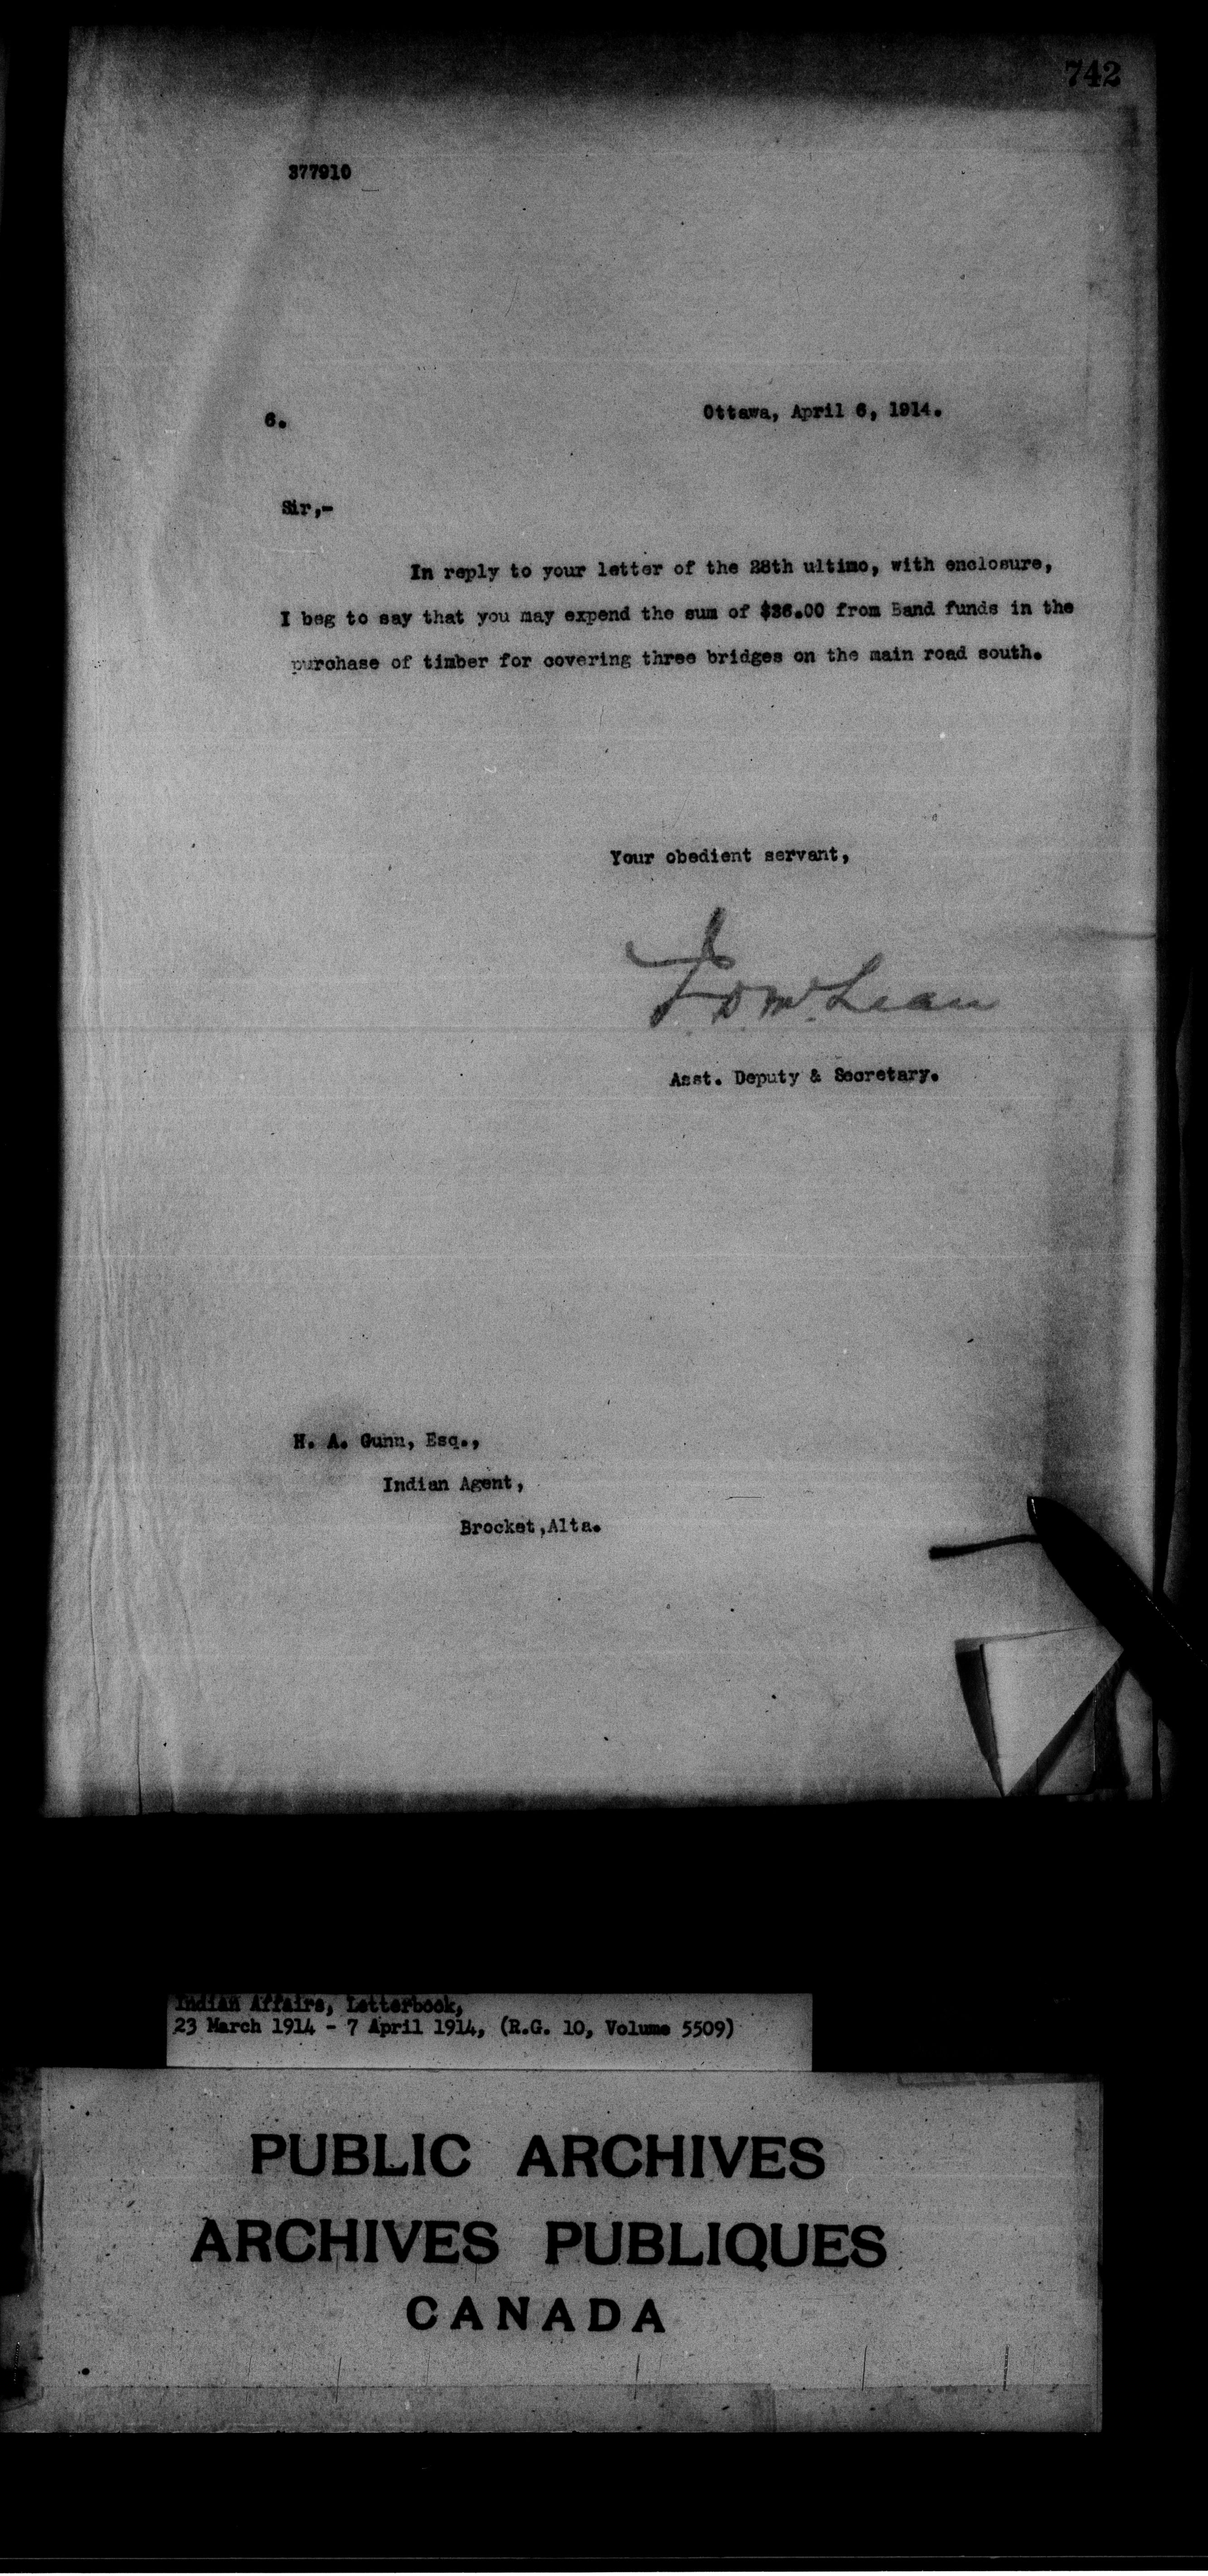 742
377910
6.
Ottawa, April 6, 1914.
Sir,-
In reply to your letter of the 28th ultimo, with enclosure,
I beg to say that you may expend the sum of $36.00 from Band funds in the
purchase of timber for covering three bridges on the main road south.
Your obedient servant,
J D McLean
Asst. Deputy & Secretary.
H. A. Gunn, Esq.,
Indian Agent,
Brocket,Alta.
Indian Affairs, Letterbook,
23 March 1914 - 7 April 1914, (R.G. 10, Volume 5509)
PUBLIC ARCHIVES
ARCHIVES PUBLIQUES
CANADA